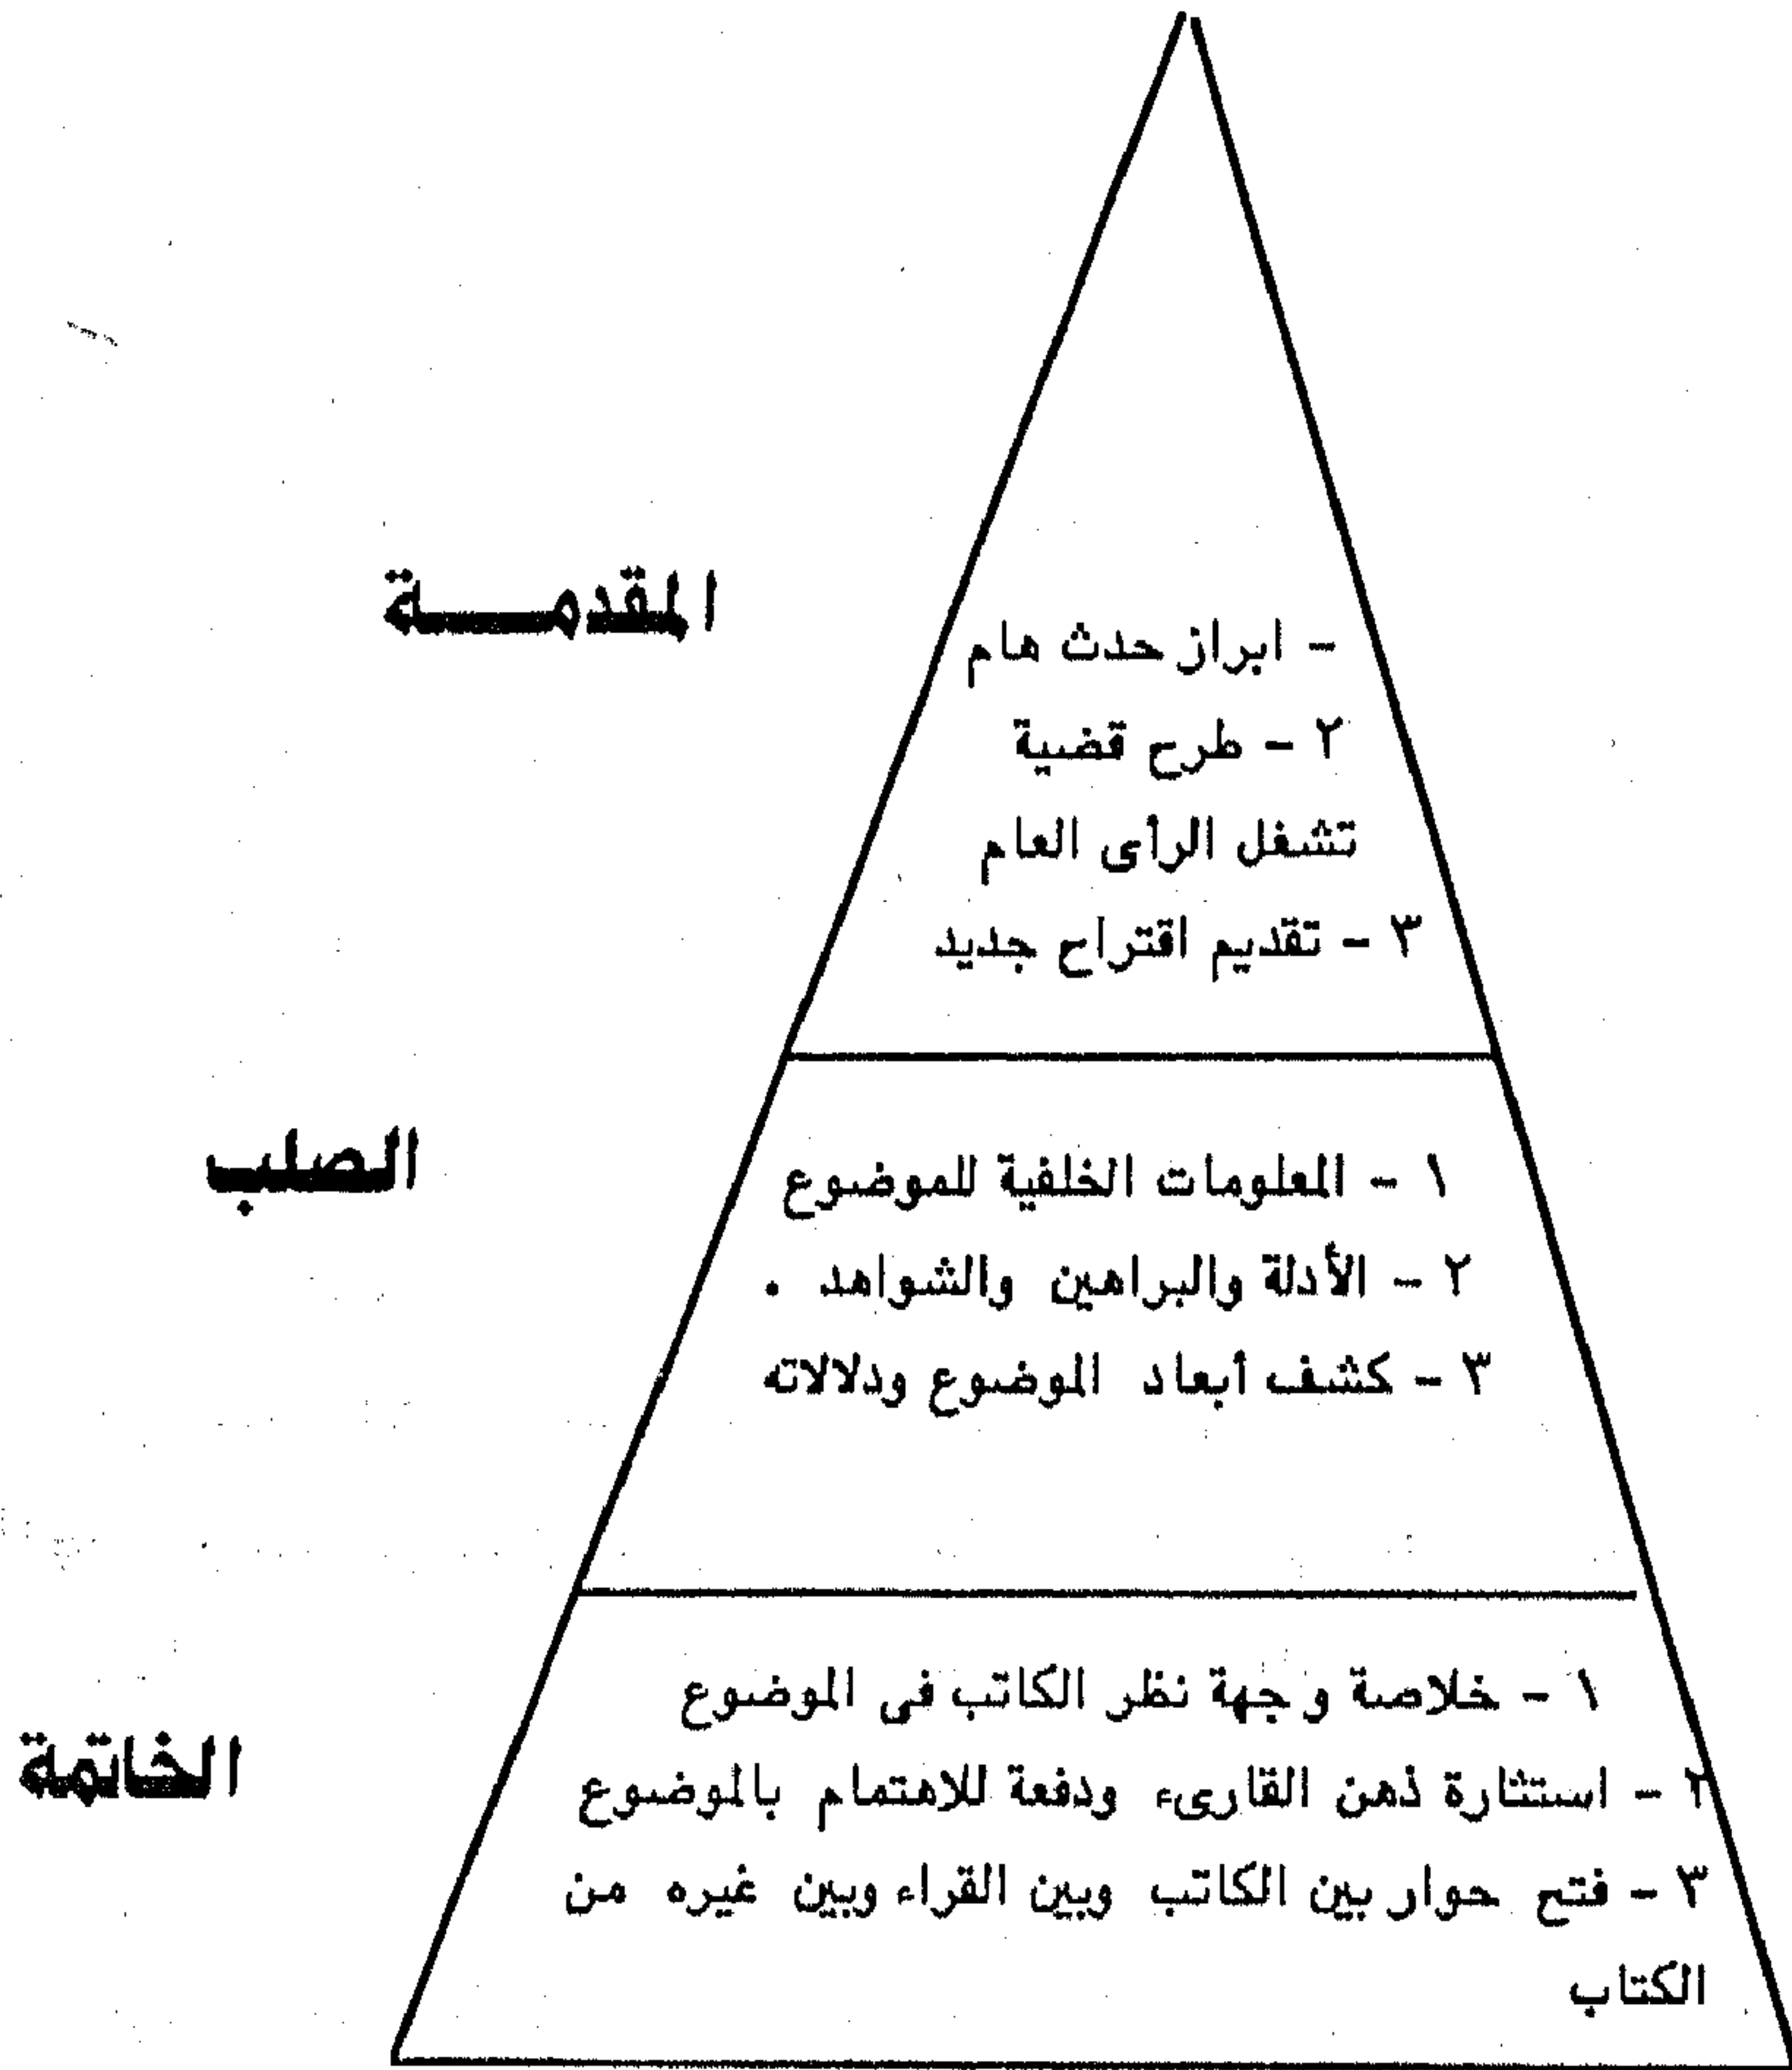 المقدمـــــة
- ابراز حدث هام
٢ - طرح قضية
تشغل الرأى العام
٣ - تقديم اقتراح جديد
الصلب
١ - المعلومات الخلفية للموضوع
٢ - الأدلة والبراهين والشواهد .
٣ - كشف أبعاد الموضوع ودلالاته
الخاتمة
١ - خلاصة وجهة نظر الكاتب فى الموضوع
٢ - استثارة ذهن القارىء ودفعة للاهتمام بالموضوع
٣ - فتح حوار بين الكاتب وبين القراء وبين غيره من
الكتاب